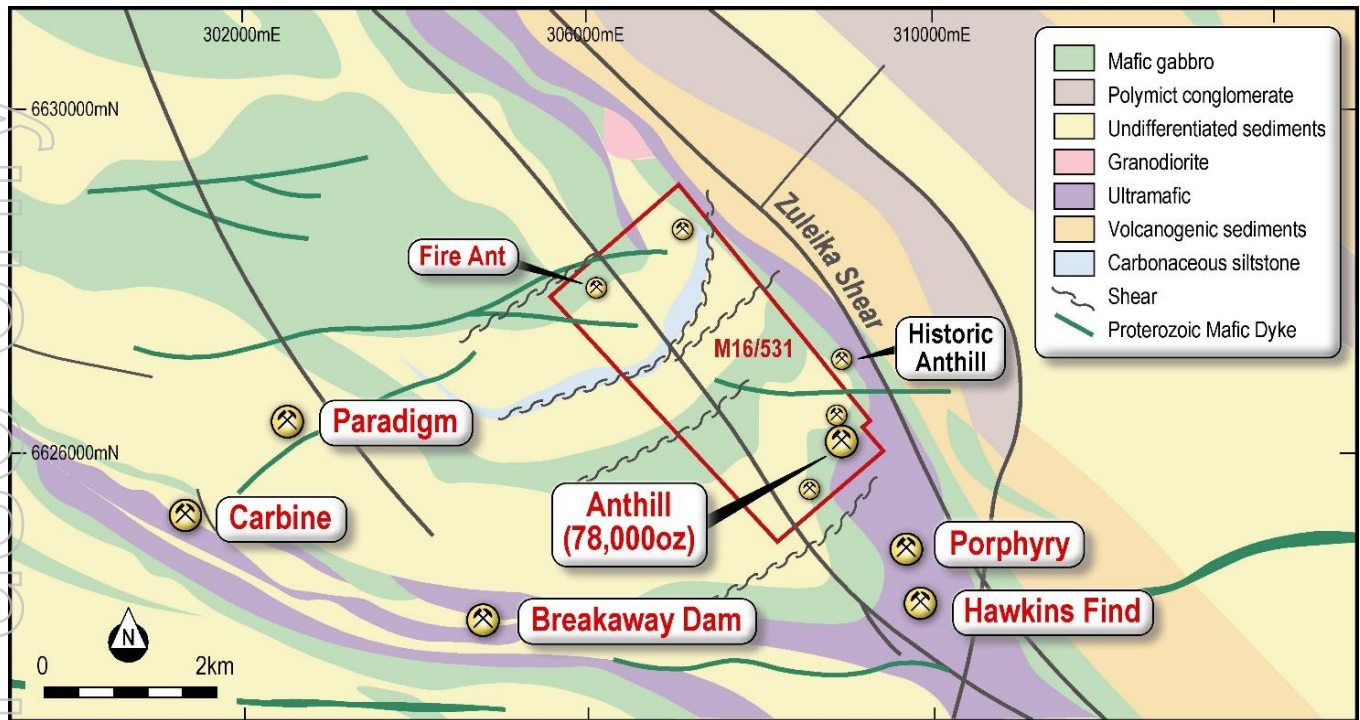 302000mE
306000mE
310000mE
6630000mN
6626000mN
Mafic gabbro
Polymict conglomerate
Undifferentiated sediments
Granodiorite
Ultramafic
Volcanogenic sediments
Carbonaceous siltstone
Shear
Proterozoic Mafic Dyke
Zuleika Shear
Fire Ant
M16/531
Historic
Anthill
Paradigm
Carbine
Anthill
(78,000oz)
Porphyry
Hawkins Find
Breakaway Dam
N
0
2km